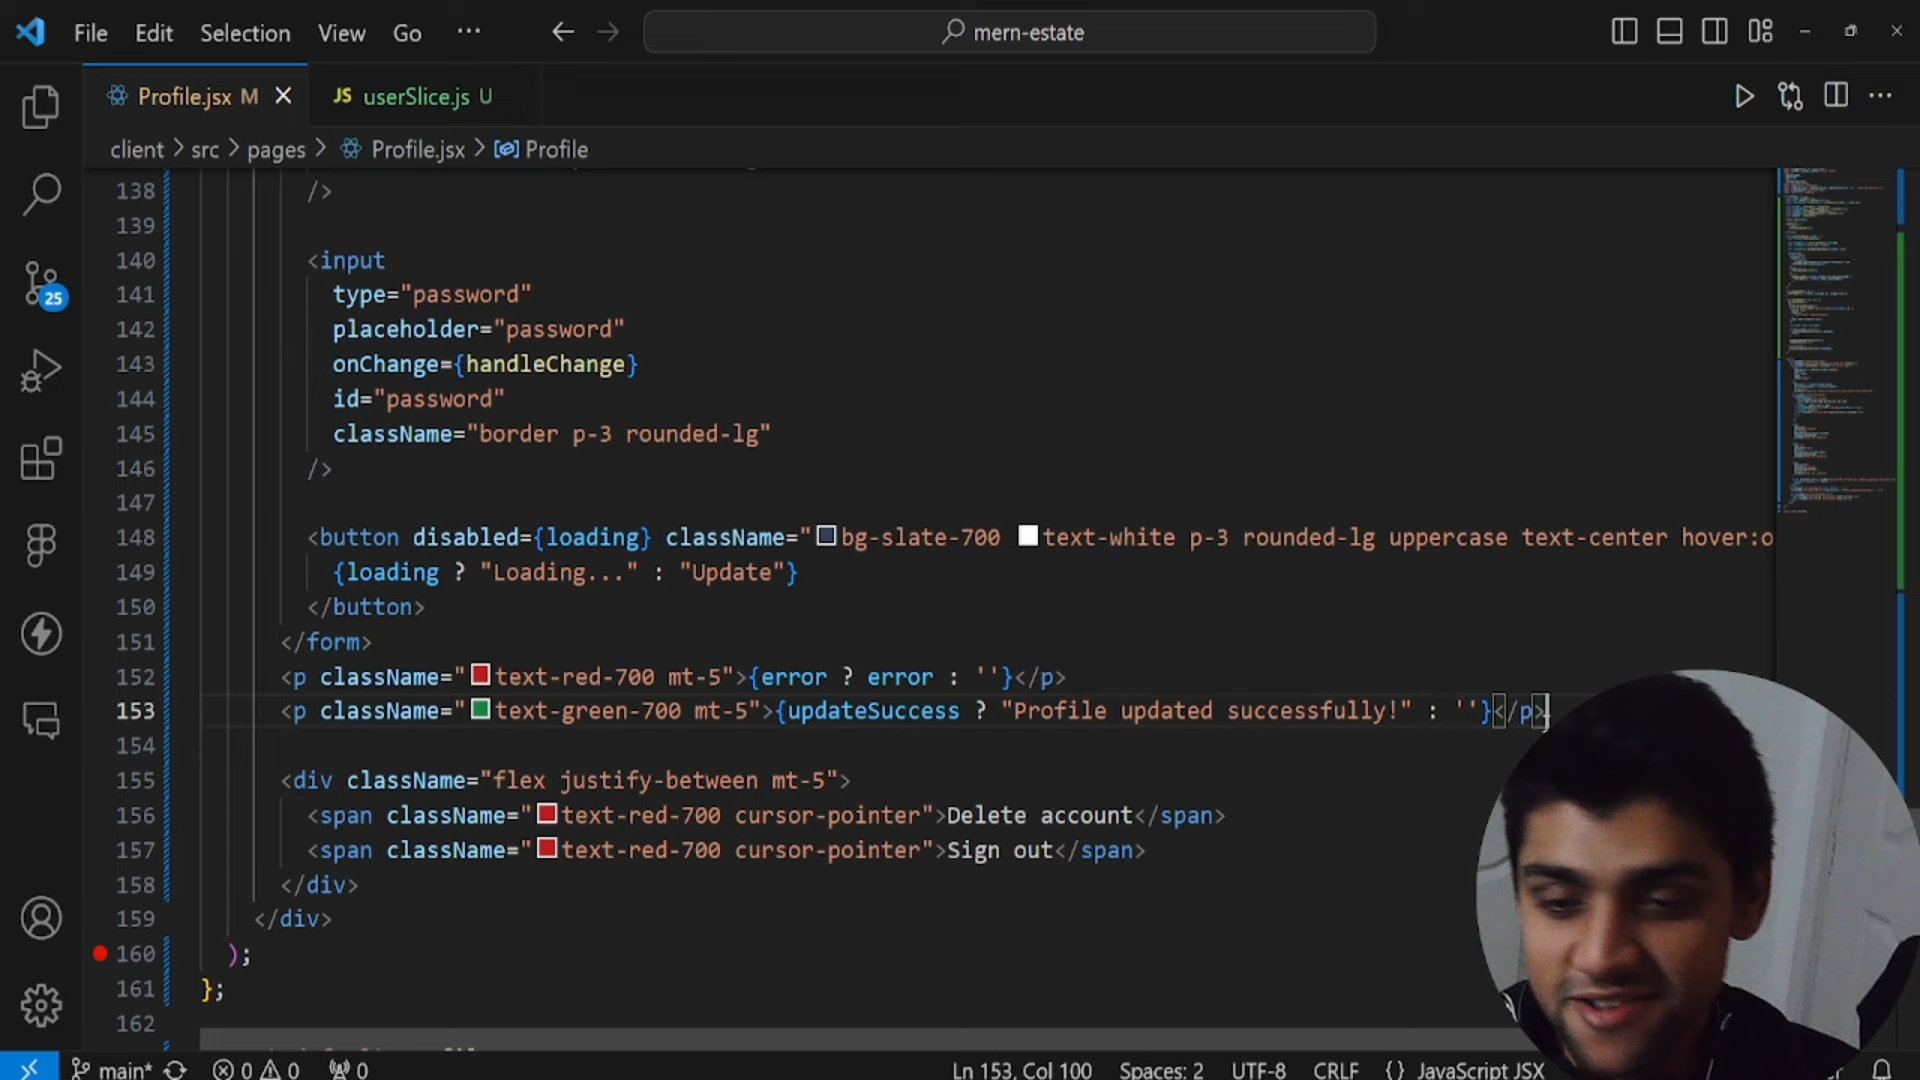 File Edit Selection View Go ··· mern-estate
Profile.jsx M JS userSlice.js U
client > src > pages > Profile.jsx > Profile
138 />
139
140 <input
141 type="password"
142 placeholder="password"
143 onChange={handleChange}
144 id="password"
145 className="border p-3 rounded-lg"
146 />
147
148 <button disabled={loading} className="bg-slate-700 text-white p-3 rounded-lg uppercase text-center hover:o
149 {loading ? "Loading..." : "Update"}
150 </button>
151 </form>
152 <p className="text-red-700 mt-5">{error ? error : ''}</p>
153 <p className="text-green-700 mt-5">{updateSuccess ? "Profile updated successfully!" : ''}</p>
154
155 <div className="flex justify-between mt-5">
156 <span className="text-red-700 cursor-pointer">Delete account</span>
157 <span className="text-red-700 cursor-pointer">Sign out</span>
158 </div>
159 </div>
160 );
161 };
162
25
main* 0 0 0 Ln 153, Col 100 Spaces: 2 UTF-8 CRLF {} JavaScript JSX